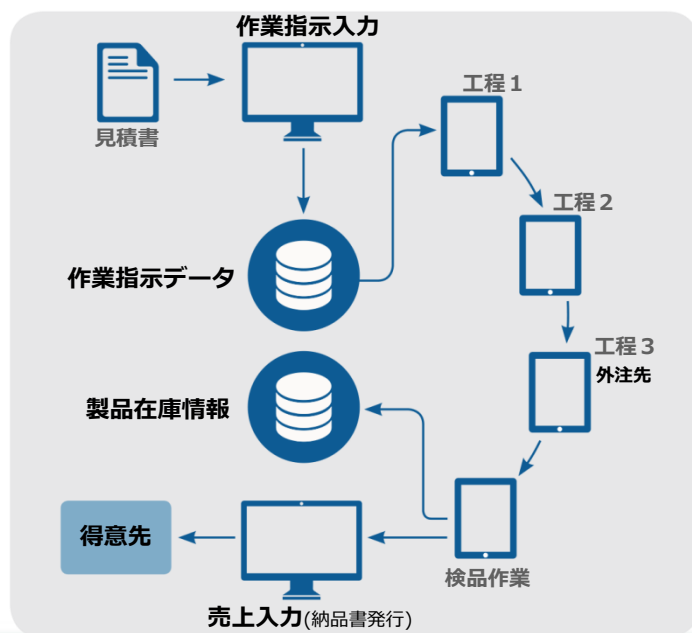 作業指示入力
見積書
工程１
工程２
作業指示データ
工程３
外注先
製品在庫情報
得意先
検品作業
売上入力(納品書発行)